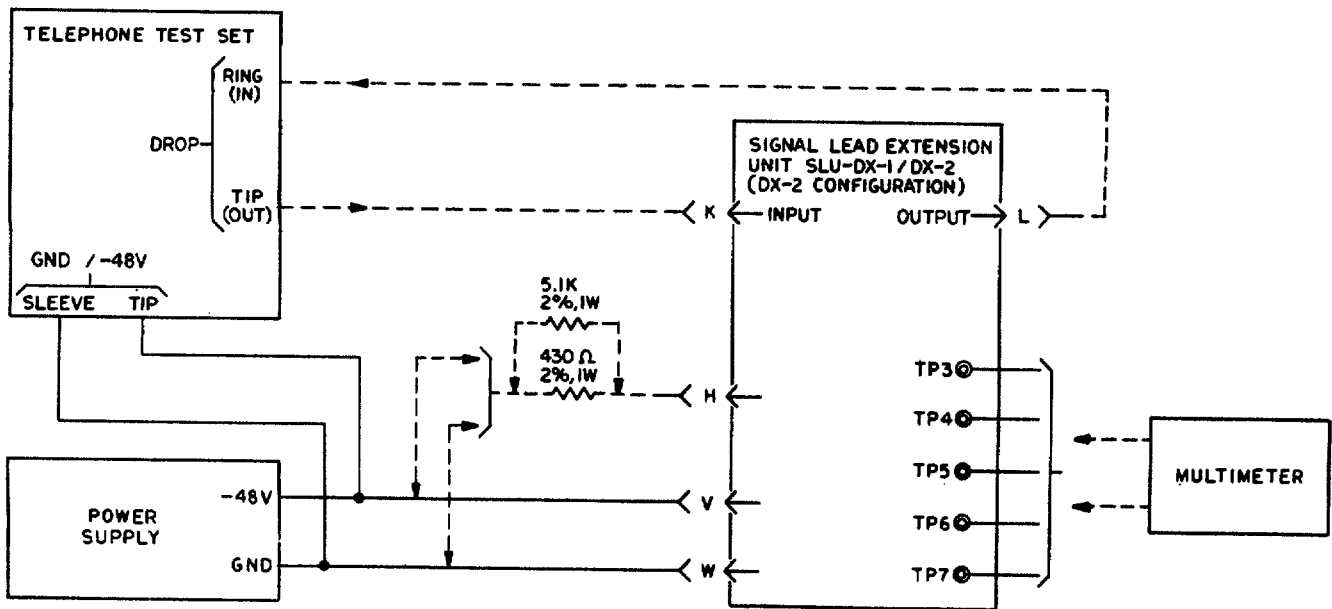 TELEPHONE TEST SET
RING
(IN)
DROP
TIP
(OUT)
GND / -48V
SLEEVE TIP
SIGNAL LEAD EXTENSION
UNIT SLU-DX-1/DX-2
(DX-2 CONFIGURATION)
K INPUT OUTPUT L
5.1K
2%,1W
430 Ω
2%,1W
H
TP3
TP4
TP5
TP6
TP7
MULTIMETER
POWER
SUPPLY
-48V
GND
V
W